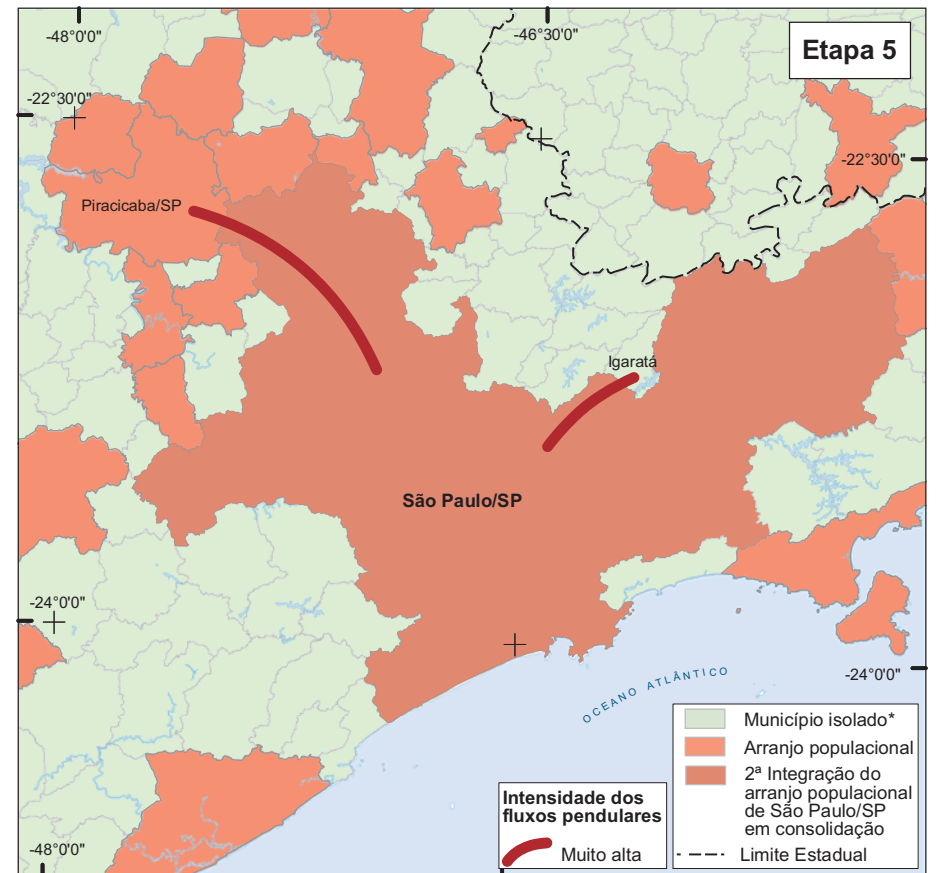 -48°0'0"
-46°30'0"
Etapa 5
-22°30'0"
-22°30'0"
Piracicaba/SP
Igaratá
São Paulo/SP
-24°0'0"
-24°0'0"
OCEANO ATLÂNTICO
Município isolado*
Arranjo populacional
2ª Integração do
arranjo populacional
de São Paulo/SP
em consolidação
Limite Estadual
Intensidade dos
fluxos pendulares
Muito alta
-48°0'0"